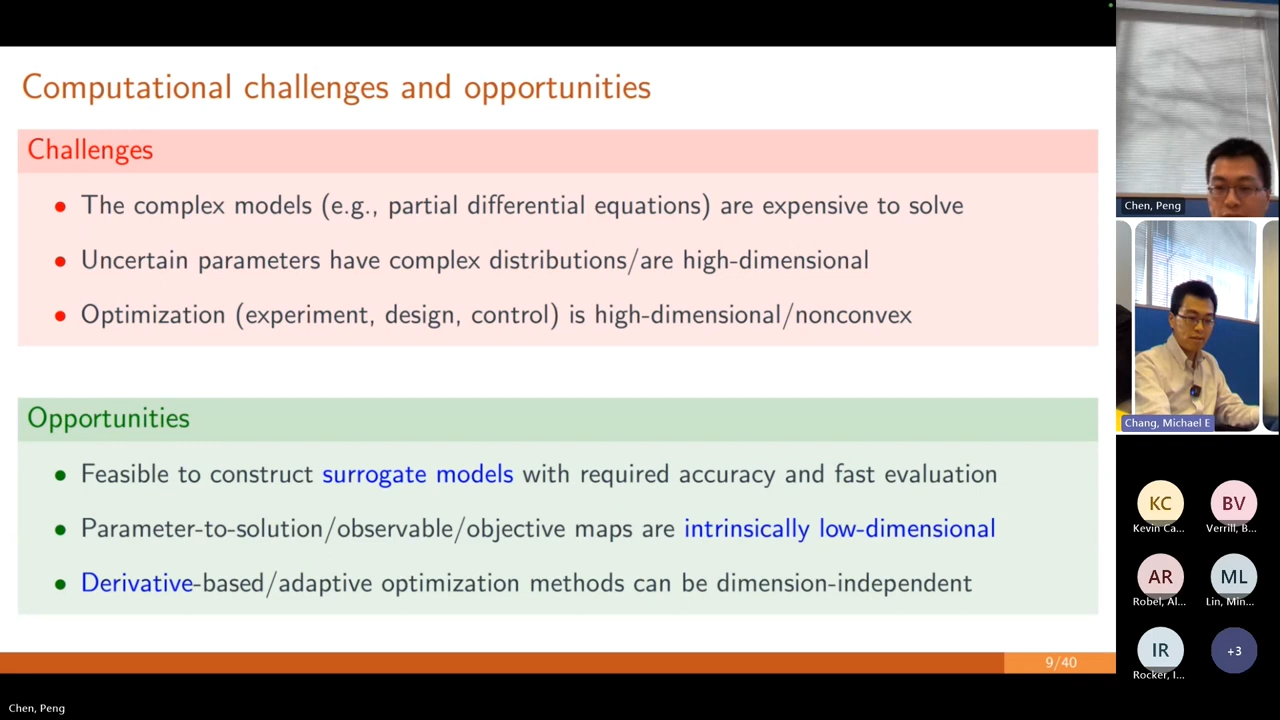 Computational challenges and opportunities
Challenges
The complex models (e.g., partial differential equations) are expensive to solve
Uncertain parameters have complex distributions/are high-dimensional
Optimization (experiment, design, control) is high-dimensional/nonconvex
Opportunities
Feasible to construct surrogate models with required accuracy and fast evaluation
Parameter-to-solution/observable/objective maps are intrinsically low-dimensional
Derivative-based/adaptive optimization methods can be dimension-independent
9/40
Chen, Peng
Chen, Peng
Chang, Michael E
KC
BV
Kevin Ca...
Verrill, B...
AR
ML
Robel, Al...
Lin, Min...
IR
+3
Rocker, I...